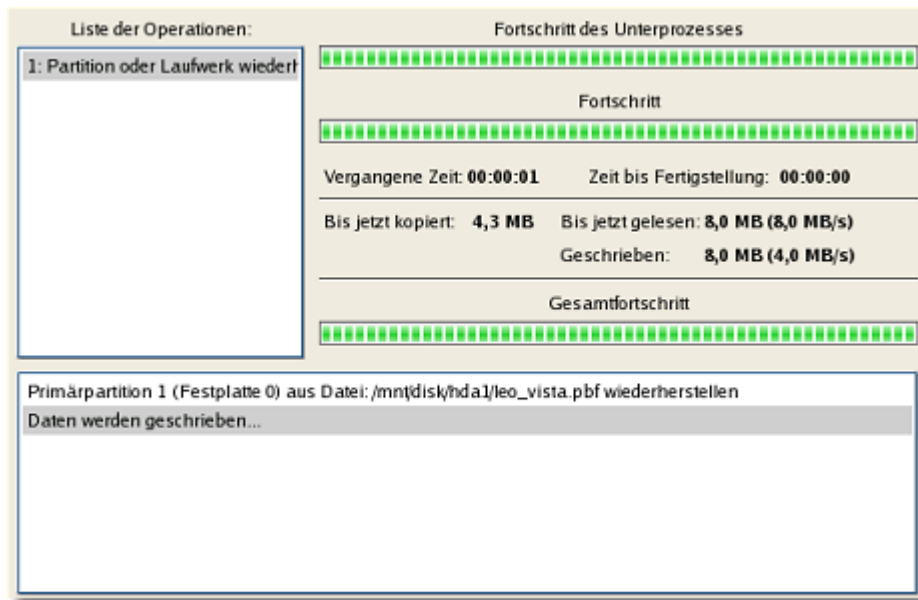 Liste der Operationen:
1: Partition oder Laufwerk wiederh
Fortschritt des Unterprozesses
Fortschritt
Vergangene Zeit: 00:00:01 Zeit bis Fertigstellung: 00:00:00
Bis jetzt kopiert: 4,3 MB Bis jetzt gelesen: 8,0 MB (8,0 MB/s)
Geschrieben: 8,0 MB (4,0 MB/s)
Gesamtfortschritt
Primärpartition 1 (Festplatte 0) aus Datei: /mnt/disk/hda1/leo_vista.pbf wiederherstellen
Daten werden geschrieben...